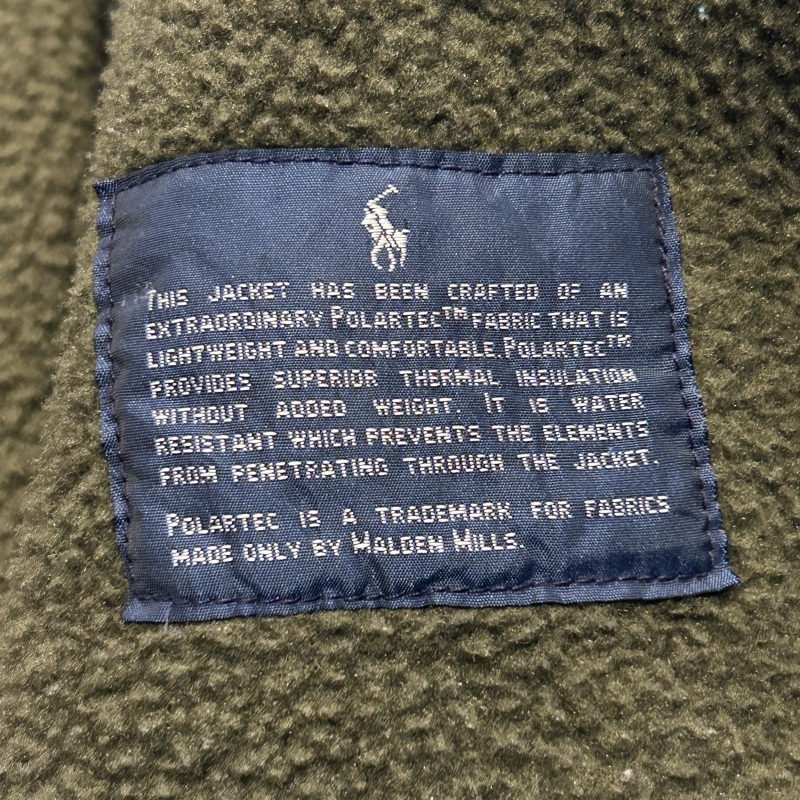 THIS JACKET HAS BEEN CRAFTED OF AN
EXTRAORDINARY POLARTEC™ FABRIC THAT IS
LIGHTWEIGHT AND COMFORTABLE. POLARTEC™
PROVIDES SUPERIOR THERMAL INSULATION
WITHOUT ADDED WEIGHT. IT IS WATER
RESISTANT WHICH PREVENTS THE ELEMENTS
FROM PENETRATING THROUGH THE JACKET.
POLARTEC IS A TRADEMARK FOR FABRICS
MADE ONLY BY MALDEN MILLS.